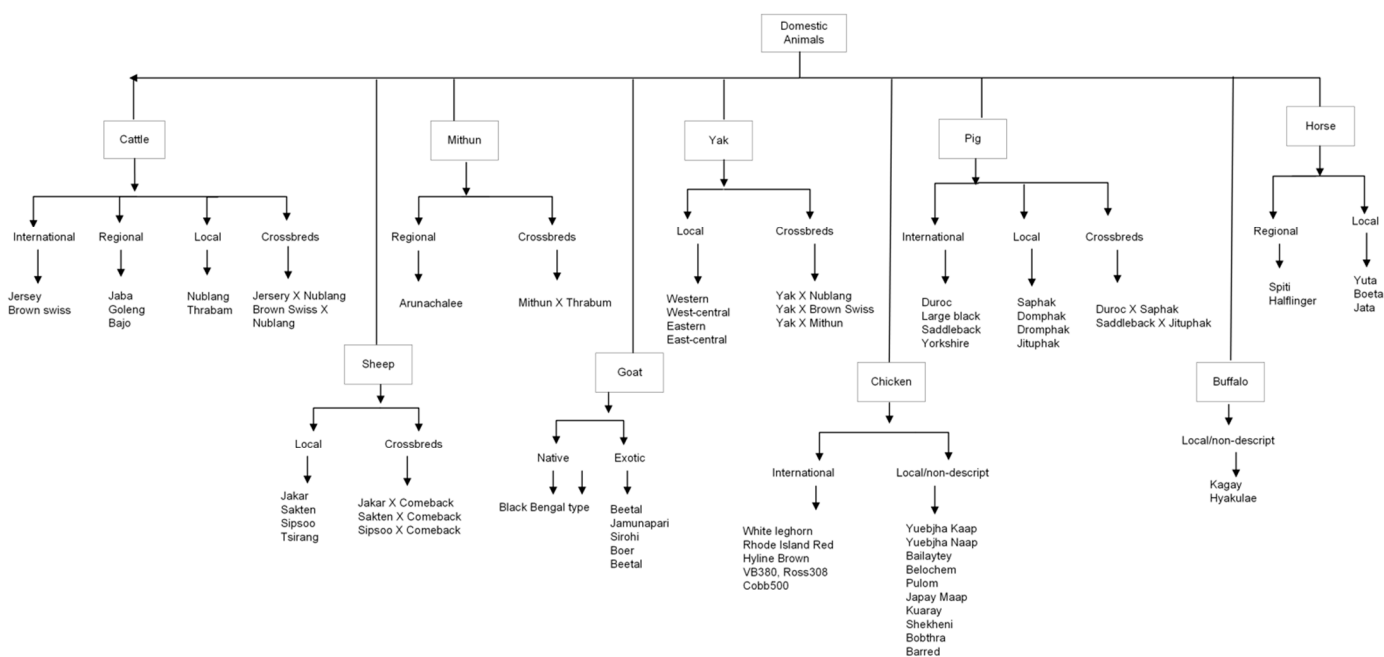 Domestic
Animals
Cattle
Mithun
Yak
Pig
Horse
International
Regional
Local
Crossbreds
Jersey
Brown swiss
Jaba
Goleng
Bajo
Nublang
Thrabam
Jersery X Nublang
Brown Swiss X
Nublang
Regional
Crossbreds
Arunachalee
Mithun X Thrabum
Local
Crossbreds
Western
West-central
Eastern
East-central
Yak X Nublang
Yak X Brown Swiss
Yak X Mithun
International
Local
Crossbreds
Duroc
Large black
Saddleback
Yorkshire
Saphak
Domphak
Dromphak
Jituphak
Duroc X Saphak
Saddleback X Jituphak
Regional
Local
Spiti
Halflinger
Yuta
Boeta
Jata
Sheep
Goat
Chicken
Buffalo
Local
Crossbreds
Jakar
Sakten
Sipsoo
Tsirang
Jakar X Comeback
Sakten X Comeback
Sipsoo X Comeback
Native
Exotic
Black Bengal type
Beetal
Jamunapari
Sirohi
Boer
Beetal
International
Local/non-descript
White leghorn
Rhode Island Red
Hyline Brown
VB380, Ross308
Cobb500
Yuebjha Kaap
Yuebjha Naap
Bailaytey
Belochem
Pulom
Japay Maap
Kuaray
Shekheni
Bobthra
Barred
Local/non-descript
Kagay
Hyakulae